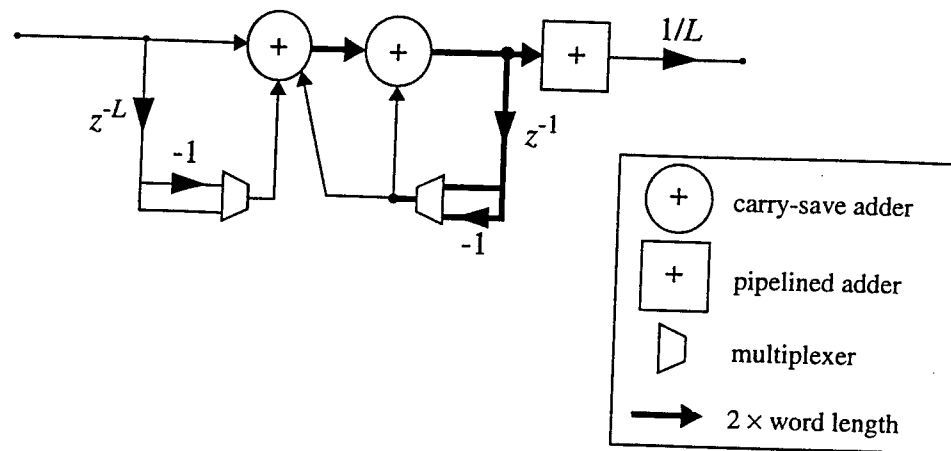 1/L
+
+
+
z^-L
z^-1
-1
-1
+ carry-save adder
+ pipelined adder
multiplexer
2 × word length